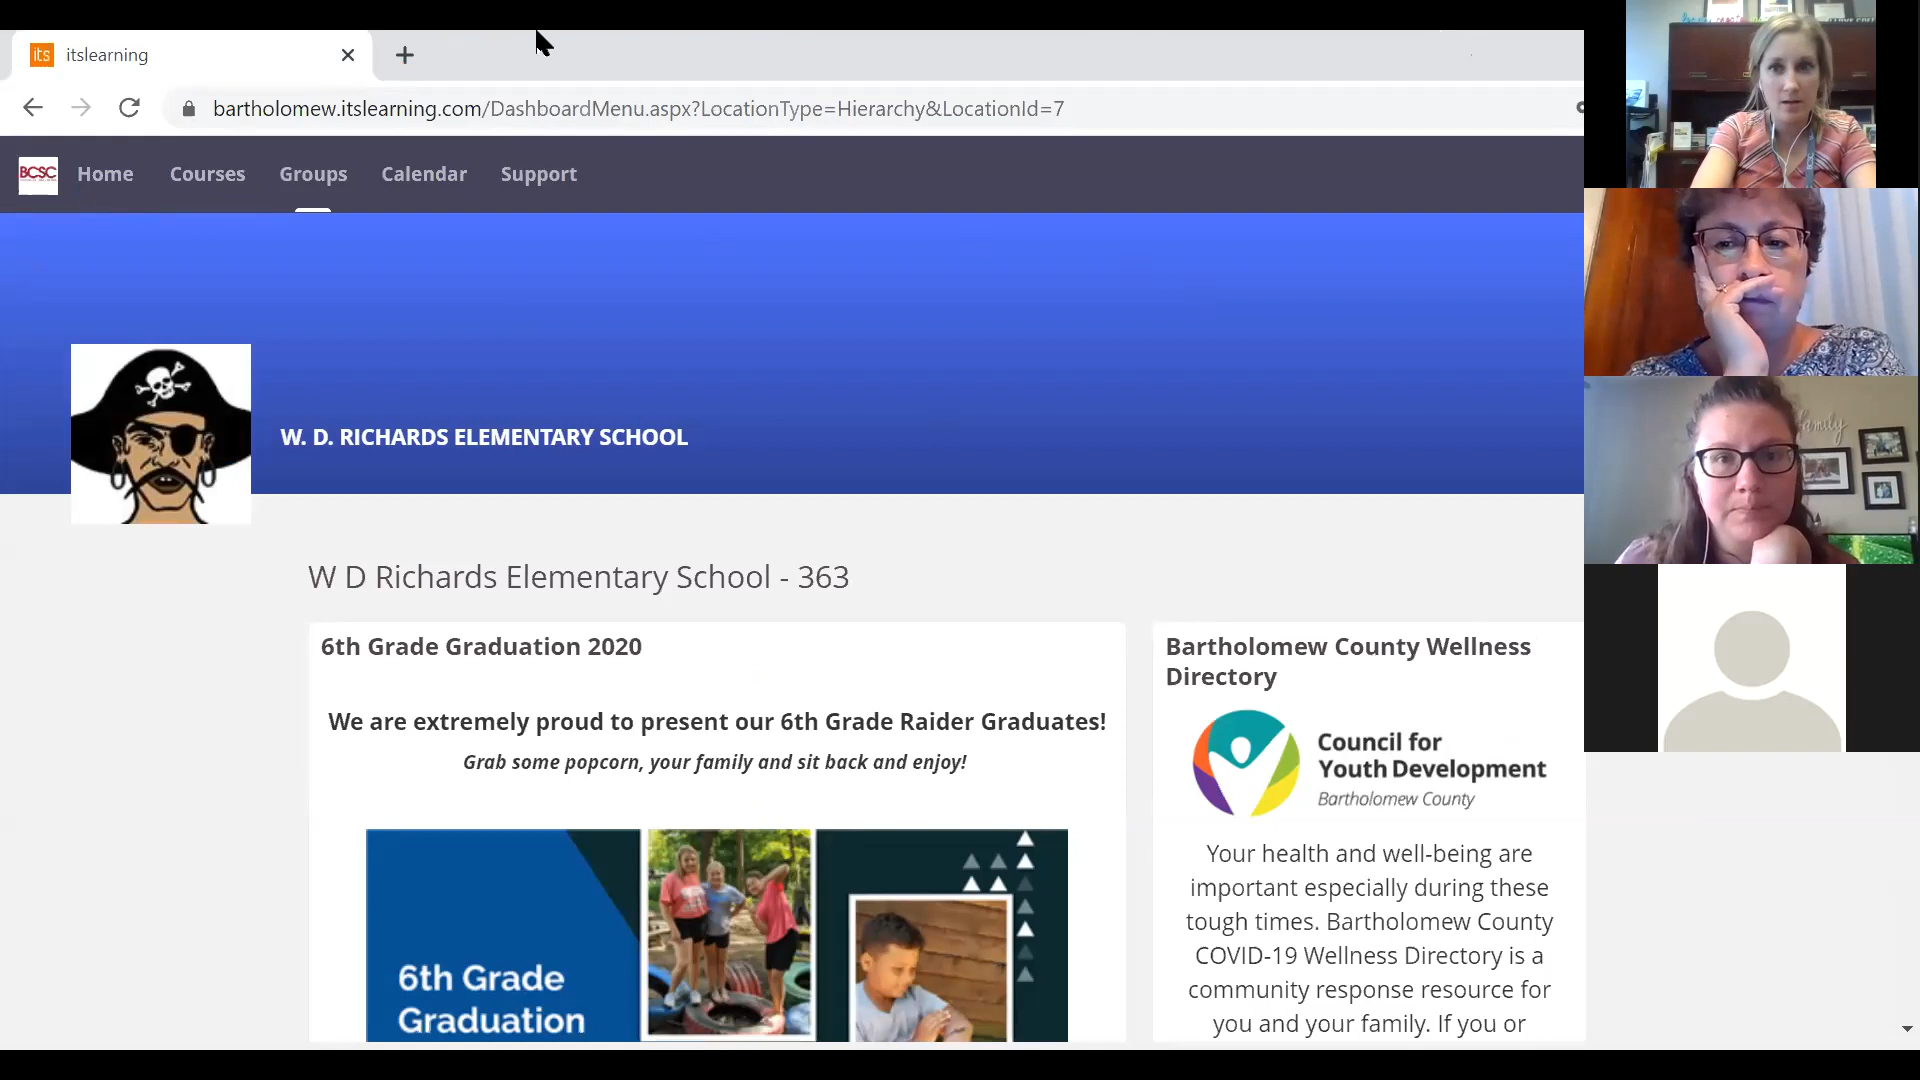 its itslearning
bartholomew.itslearning.com/DashboardMenu.aspx?LocationType=Hierarchy&LocationId=7
BCSC Home Courses Groups Calendar Support
W. D. RICHARDS ELEMENTARY SCHOOL
W D Richards Elementary School - 363
6th Grade Graduation 2020
We are extremely proud to present our 6th Grade Raider Graduates!
Grab some popcorn, your family and sit back and enjoy!
6th Grade
Graduation
Bartholomew County Wellness
Directory
Council for
Youth Development
Bartholomew County
Your health and well-being are
important especially during these
tough times. Bartholomew County
COVID-19 Wellness Directory is a
community response resource for
you and your family. If you or
family